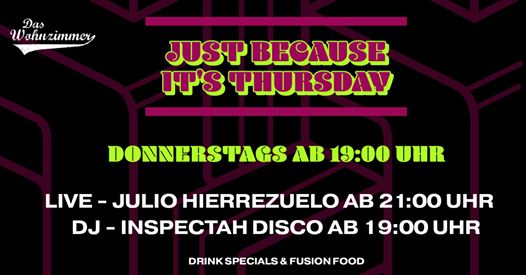 Das
Wohnzimmer
JUST BECAUSE
IT'S THURSDAY
DONNERSTAGS AB 19:00 UHR
LIVE - JULIO HIERREZUELO AB 21:00 UHR
DJ - INSPECTAH DISCO AB 19:00 UHR
DRINK SPECIALS & FUSION FOOD